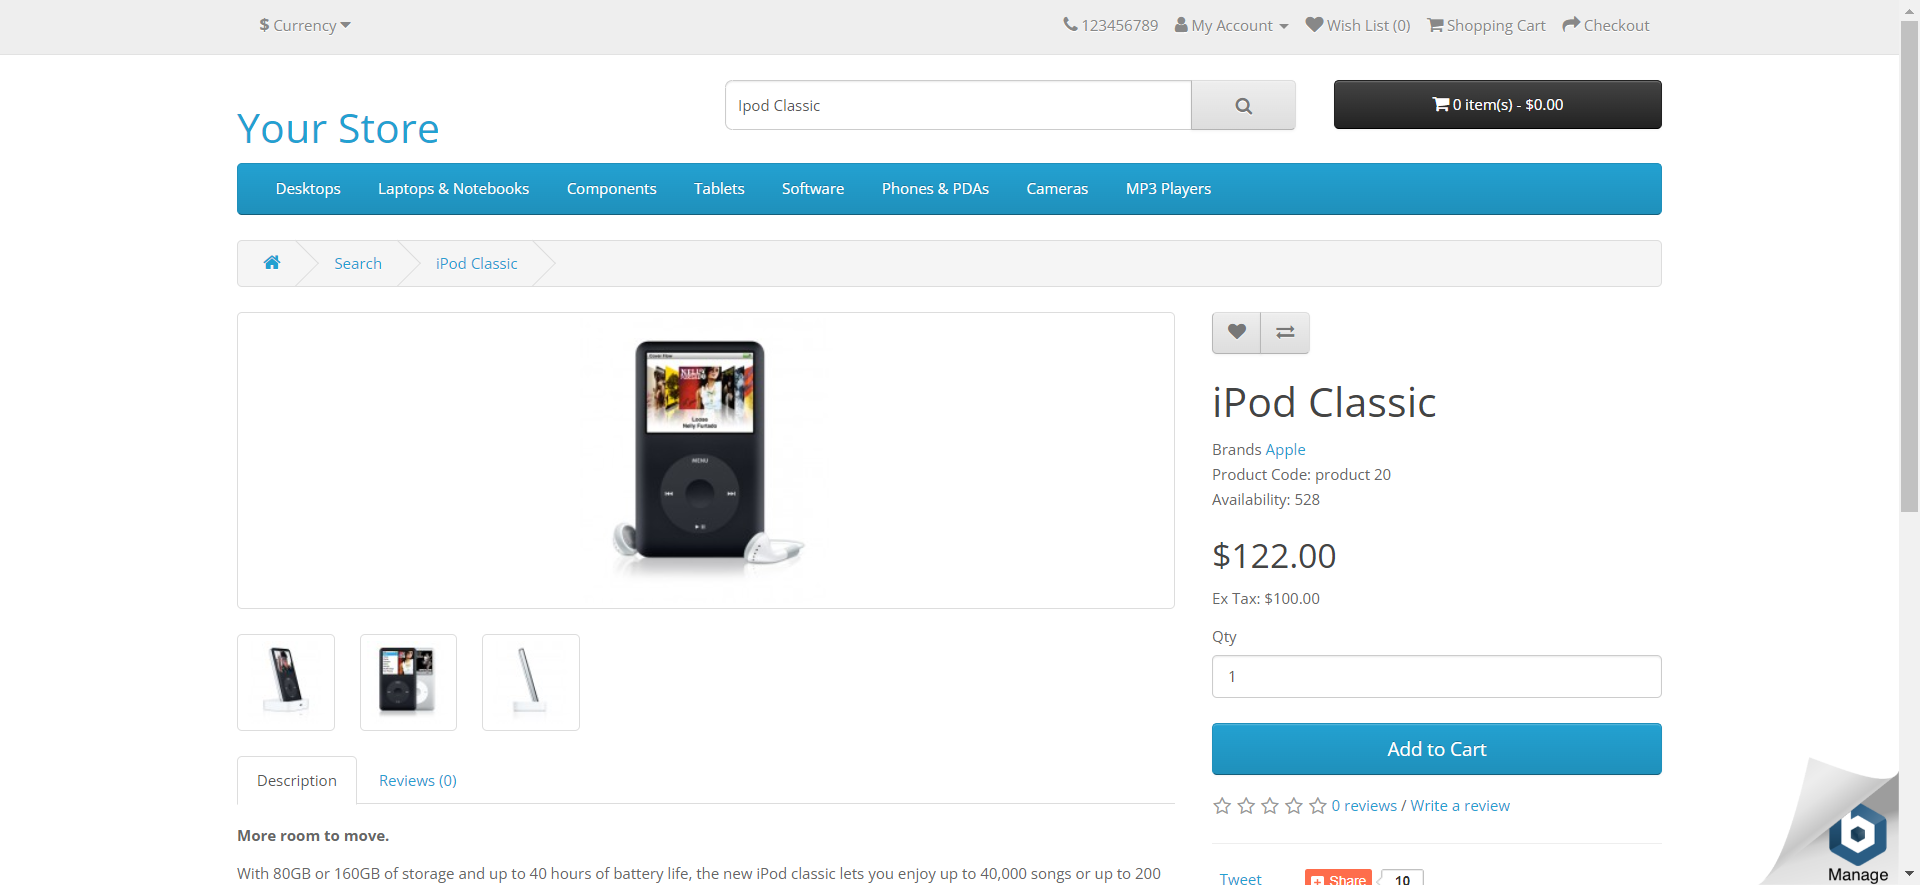 $ Currency
123456789
My Account
Wish List (0)
Shopping Cart
Checkout
Your Store
Ipod Classic
0 item(s) - $0.00
Desktops
Laptops & Notebooks
Components
Tablets
Software
Phones & PDAs
Cameras
MP3 Players
Search
iPod Classic
MENU
Loose
Nelly Furtado
iPod Classic
Brands Apple
Product Code: product 20
Availability: 528
$122.00
Ex Tax: $100.00
Qty
1
Add to Cart
0 reviews / Write a review
Tweet
Share
10
Description
Reviews (0)
More room to move.
With 80GB or 160GB of storage and up to 40 hours of battery life, the new iPod classic lets you enjoy up to 40,000 songs or up to 200
b
Manage